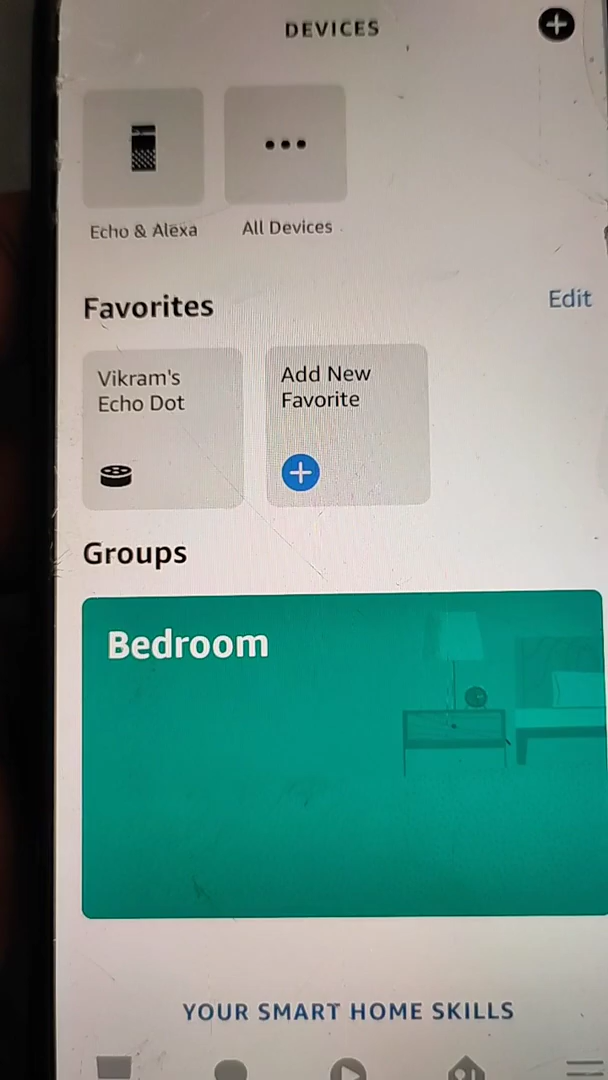 DEVICES
Echo & Alexa
All Devices
Favorites
Edit
Vikram's
Echo Dot
Add New
Favorite
Groups
Bedroom
YOUR SMART HOME SKILLS